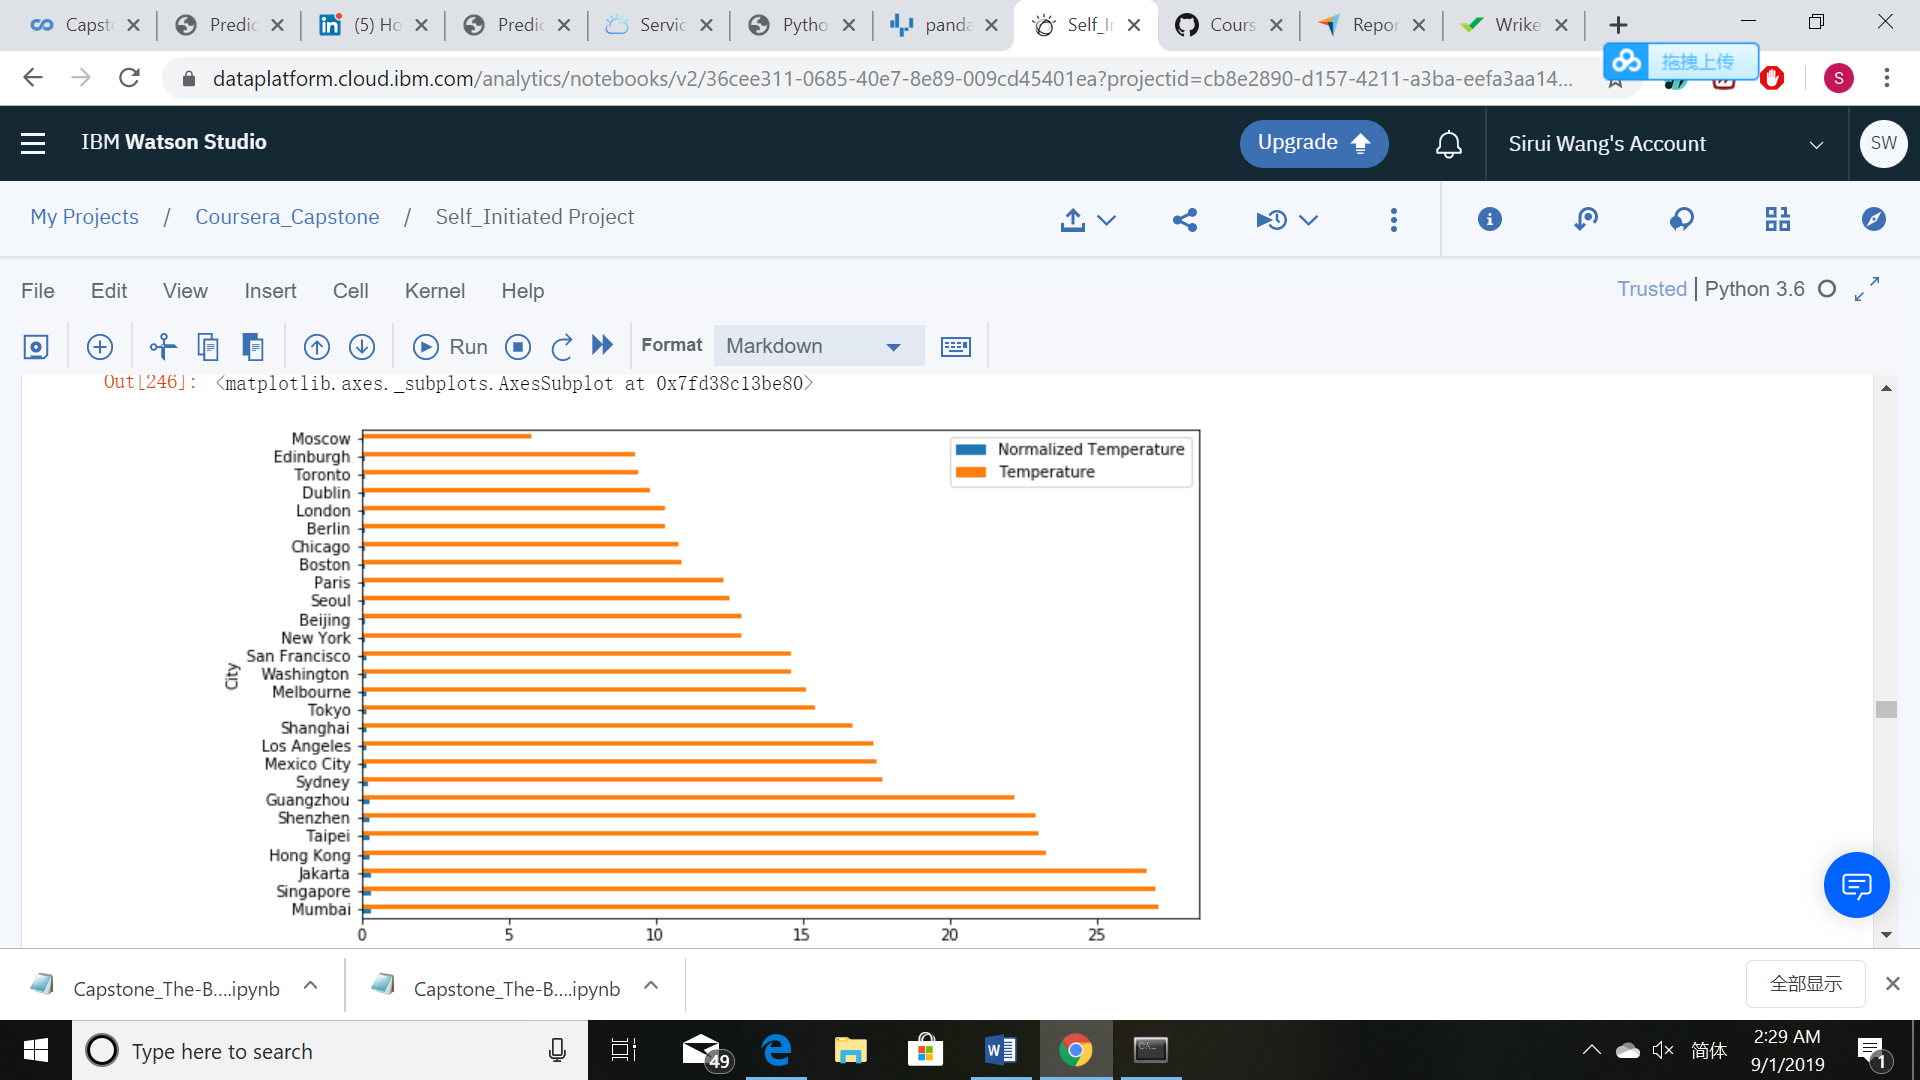 Capst
Predic
(5) Ho
Predic
Servic
Pytho
panda
Self_Ir
Cours
Repor
Wrike
dataplatform.cloud.ibm.com/analytics/notebooks/v2/36cee311-0685-40e7-8e89-009cd45401ea?projectid=cb8e2890-d157-4211-a3ba-eefa3aa14...
拖拽上传
S
IBM Watson Studio
Upgrade
Sirui Wang's Account
SW
My Projects / Coursera_Capstone / Self_Initiated Project
File Edit View Insert Cell Kernel Help
Trusted | Python 3.6
Run
Format
Markdown
Out[246]: <matplotlib.axes._subplots.AxesSubplot at 0x7fd38c13be80>
Normalized Temperature
Temperature
City
Moscow
Edinburgh
Toronto
Dublin
London
Berlin
Chicago
Boston
Paris
Seoul
Beijing
New York
San Francisco
Washington
Melbourne
Tokyo
Shanghai
Los Angeles
Mexico City
Sydney
Guangzhou
Shenzhen
Taipei
Hong Kong
Jakarta
Singapore
Mumbai
0 5 10 15 20 25
Capstone_The-B....ipynb
Capstone_The-B....ipynb
全部显示
Type here to search
49
简体
2:29 AM
9/1/2019
1